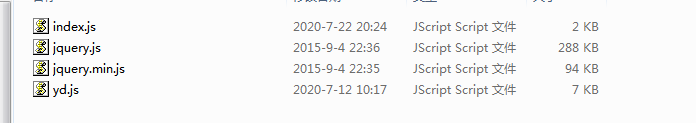 index.js 2020-7-22 20:24 JScript Script 文件 2 KB
jquery.js 2015-9-4 22:36 JScript Script 文件 288 KB
jquery.min.js 2015-9-4 22:35 JScript Script 文件 94 KB
yd.js 2020-7-12 10:17 JScript Script 文件 7 KB